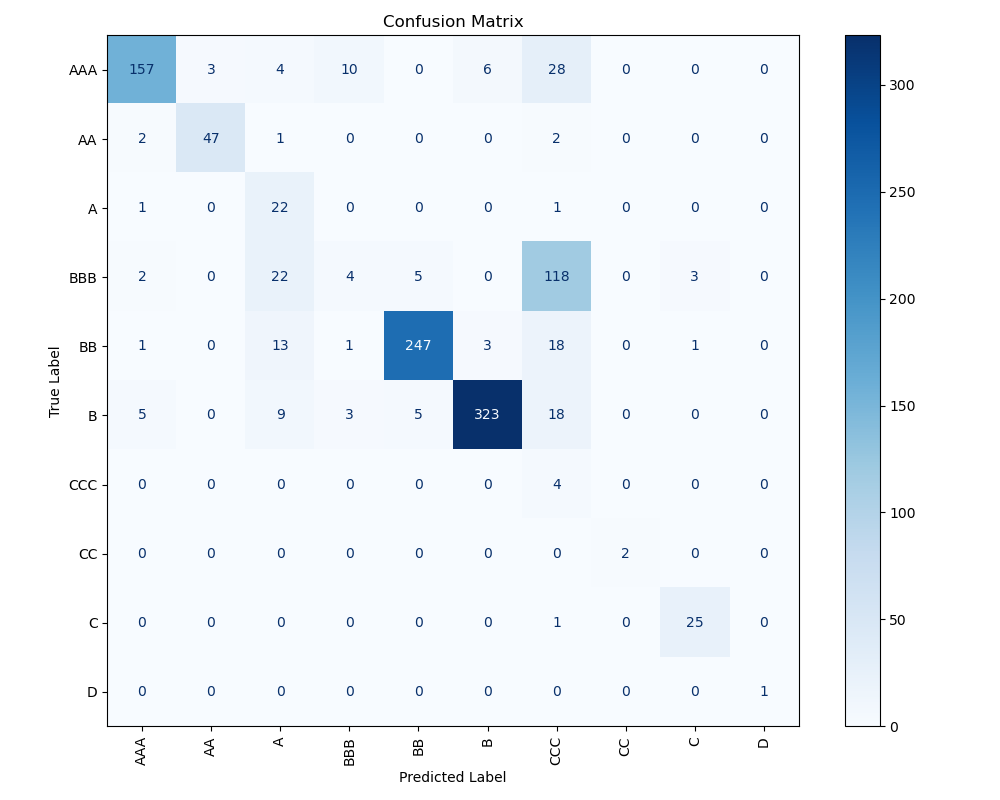 Confusion Matrix
AAA 157 3 4 10 0 6 28 0 0 0
AA 2 47 1 0 0 0 2 0 0 0
A 1 0 22 0 0 0 1 0 0 0
BBB 2 0 22 4 5 0 118 0 3 0
BB 1 0 13 1 247 3 18 0 1 0
B 5 0 9 3 5 323 18 0 0 0
CCC 0 0 0 0 0 0 4 0 0 0
CC 0 0 0 0 0 0 0 2 0 0
C 0 0 0 0 0 0 1 0 25 0
D 0 0 0 0 0 0 0 0 0 1
AAA AA A BBB BB B CCC CC C D
Predicted Label
True Label
300
250
200
150
100
50
0